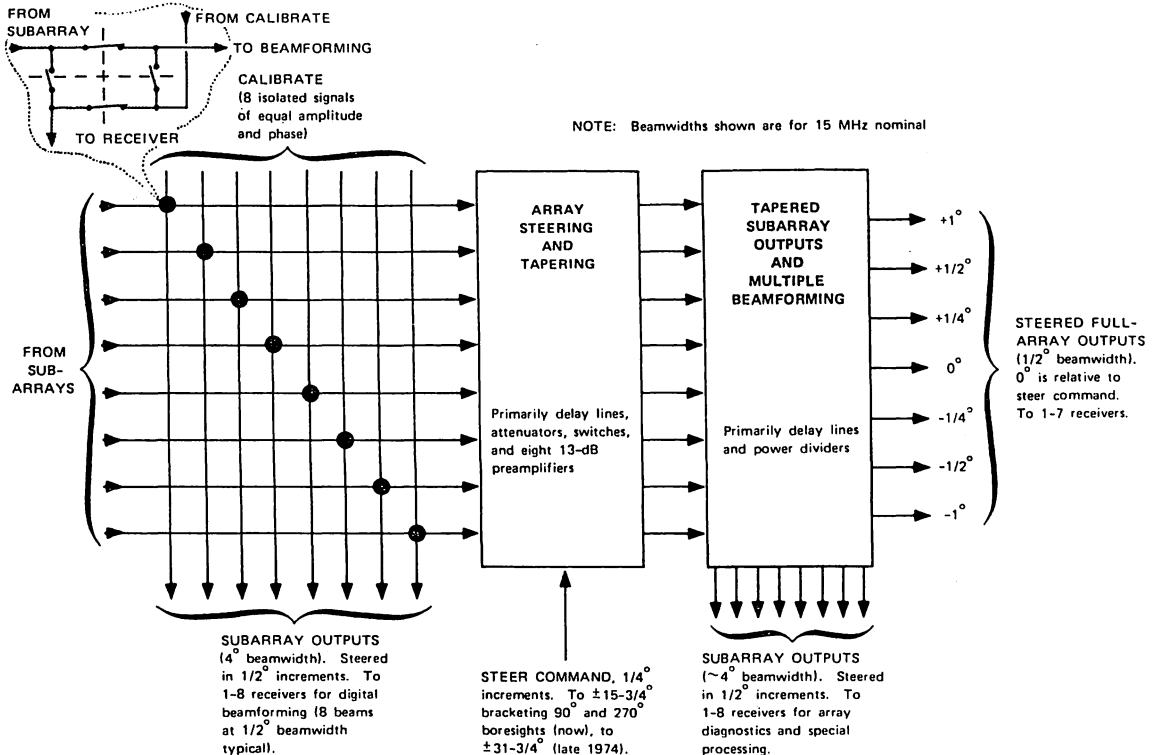 FROM
SUBARRAY
FROM CALIBRATE
TO BEAMFORMING
TO RECEIVER
CALIBRATE
(8 isolated signals
of equal amplitude
and phase)
NOTE: Beamwidths shown are for 15 MHz nominal
FROM
SUB-
ARRAYS
ARRAY
STEERING
AND
TAPERING
Primarily delay lines,
attenuators, switches,
and eight 13-dB
preamplifiers
TAPERED
SUBARRAY
OUTPUTS
AND
MULTIPLE
BEAMFORMING
Primarily delay lines
and power dividers
+1°
+1/2°
+1/4°
0°
-1/4°
-1/2°
-1°
STEERED FULL-
ARRAY OUTPUTS
(1/2° beamwidth).
0° is relative to
steer command.
To 1-7 receivers.
SUBARRAY OUTPUTS
(4° beamwidth). Steered
in 1/2° increments. To
1-8 receivers for digital
beamforming (8 beams
at 1/2° beamwidth
typical).
STEER COMMAND, 1/4°
increments. To ±15-3/4°
bracketing 90° and 270°
boresights (now), to
±31-3/4° (late 1974).
SUBARRAY OUTPUTS
(~4° beamwidth). Steered
in 1/2° increments. To
1-8 receivers for array
diagnostics and special
processing.